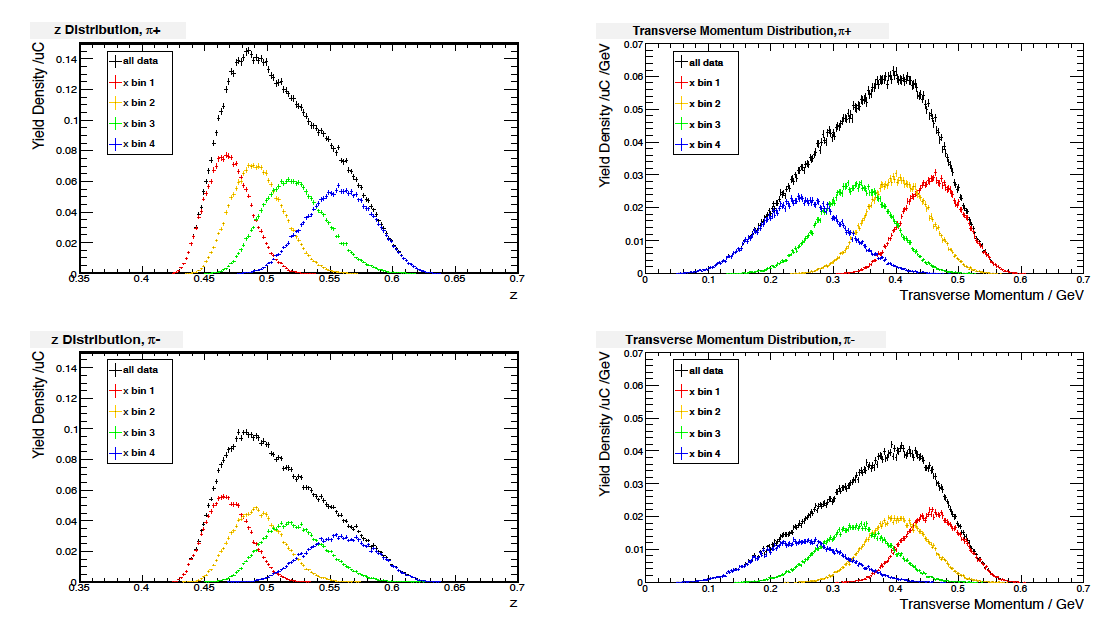 z Distribution, π+
Yield Density /uC
0.14
0.12
0.1
0.08
0.06
0.04
0.02
0
all data
x bin 1
x bin 2
x bin 3
x bin 4
0.35 0.4 0.45 0.5 0.55 0.6 0.65 0.7
z
Transverse Momentum Distribution, π+
Yield Density /uC /GeV
0.07
0.06
0.05
0.04
0.03
0.02
0.01
0
all data
x bin 1
x bin 2
x bin 3
x bin 4
0 0.1 0.2 0.3 0.4 0.5 0.6 0.7
Transverse Momentum / GeV
z Distribution, π-
Yield Density /uC
0.14
0.12
0.1
0.08
0.06
0.04
0.02
0
all data
x bin 1
x bin 2
x bin 3
x bin 4
0.35 0.4 0.45 0.5 0.55 0.6 0.65 0.7
z
Transverse Momentum Distribution, π-
Yield Density /uC /GeV
0.07
0.06
0.05
0.04
0.03
0.02
0.01
0
all data
x bin 1
x bin 2
x bin 3
x bin 4
0 0.1 0.2 0.3 0.4 0.5 0.6 0.7
Transverse Momentum / GeV